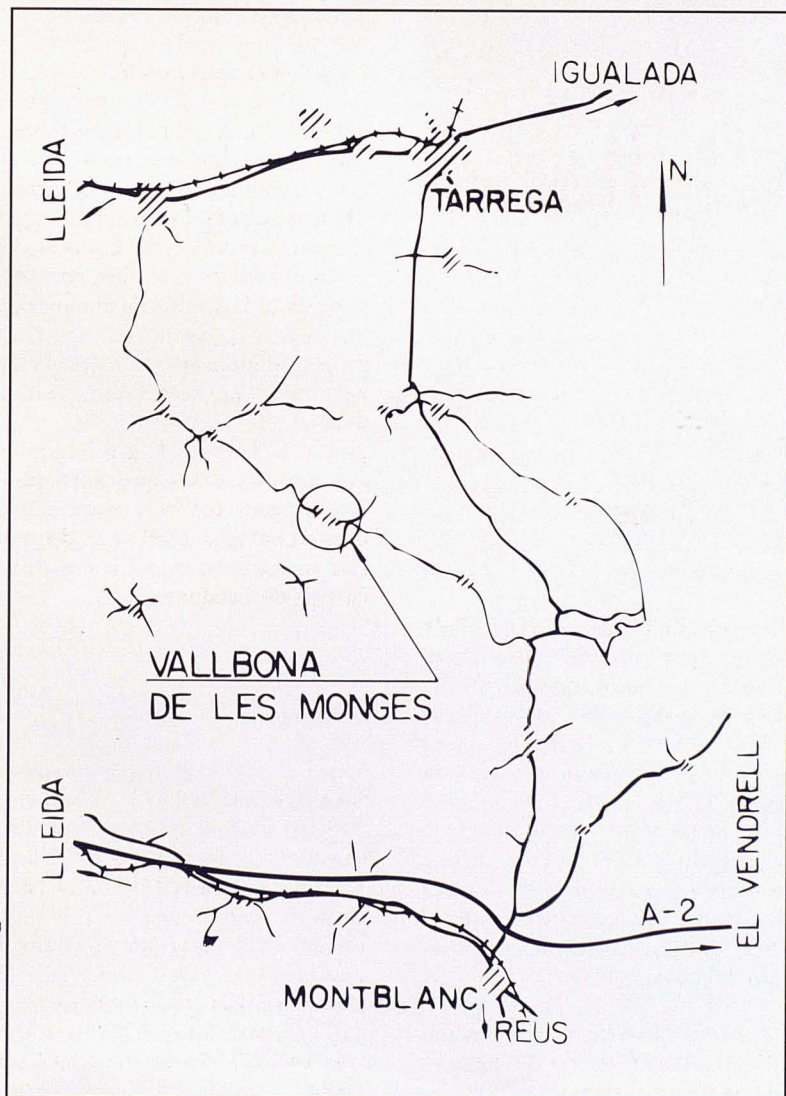 IGUALADA
N.
LLEIDA
TÀRREGA
VALLBONA
DE LES MONGES
LLEIDA
A-2
EL VENDRELL
MONTBLANC
REUS